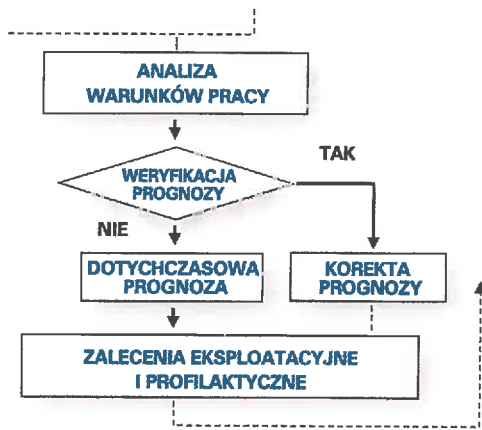 ANALIZA
WARUNKÓW PRACY
WERYFIKACJA
PROGNOZY
TAK
NIE
DOTYCHCZASOWA
PROGNOZA
KOREKTA
PROGNOZY
ZALECENIA EKSPLOATACYJNE
I PROFILAKTYCZNE